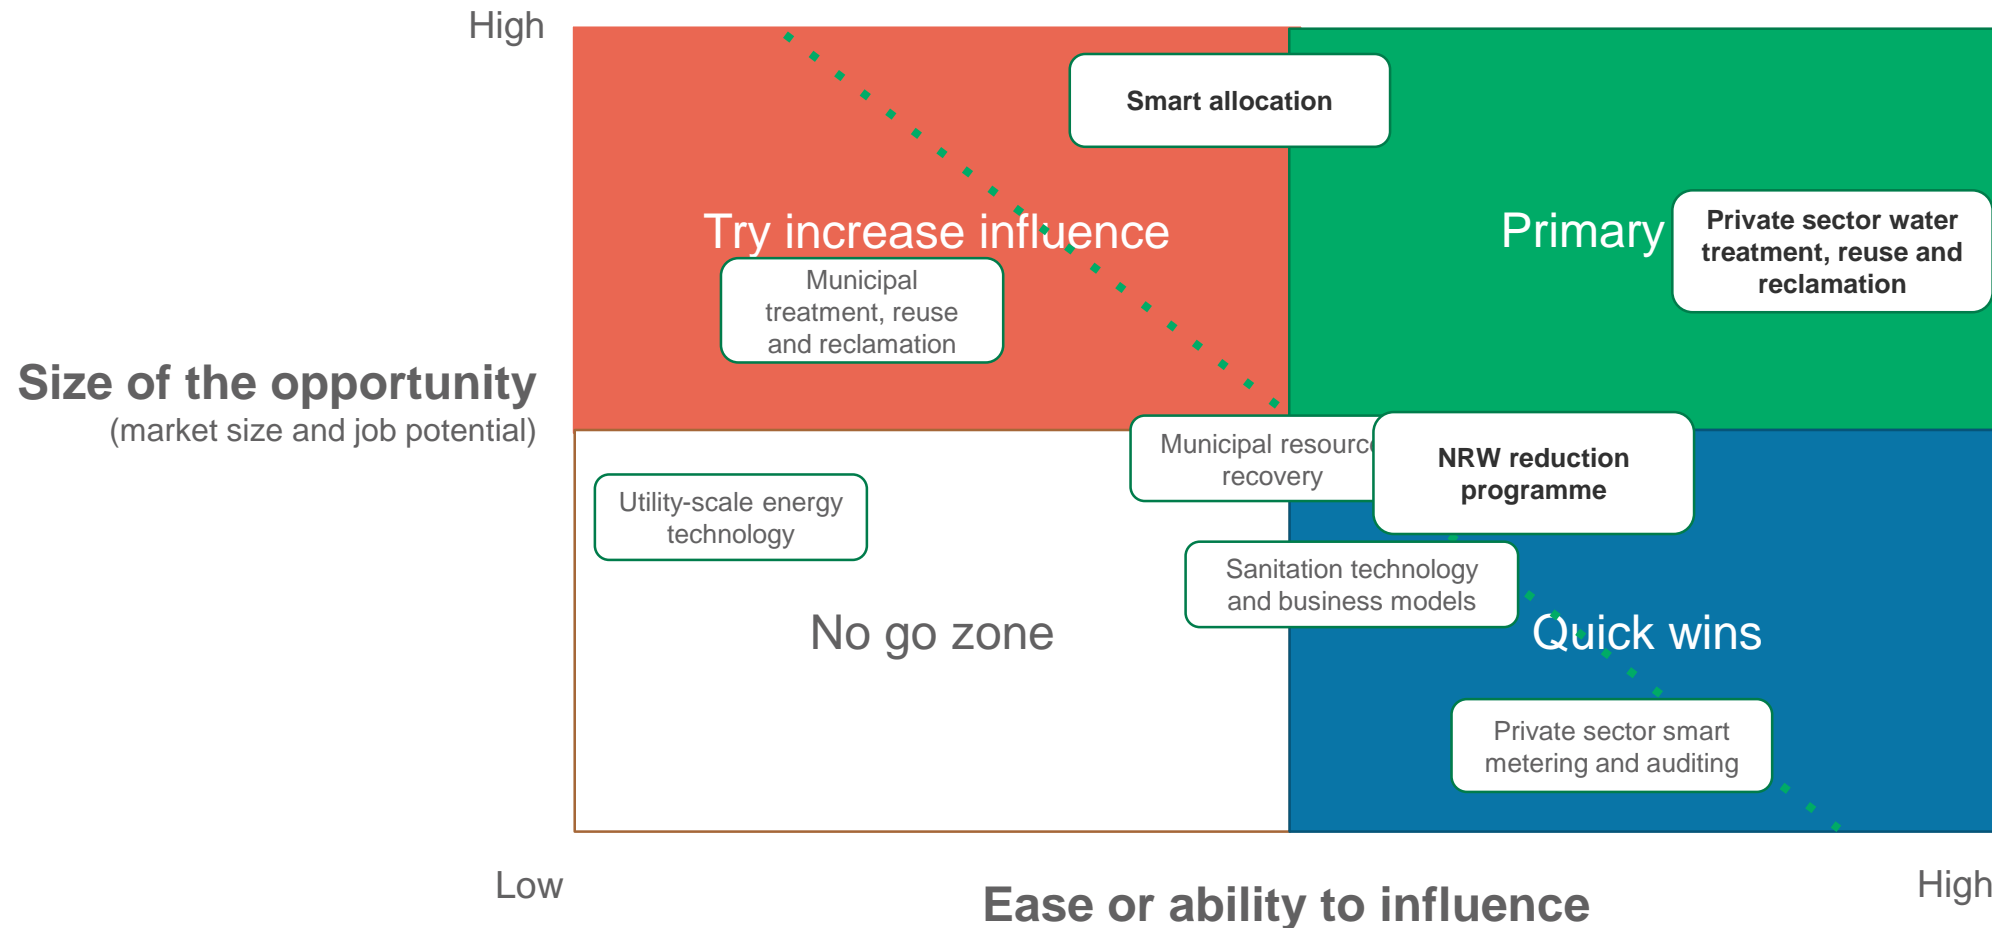 High
Smart allocation
Try increase influence
Primary
Private sector water
treatment, reuse and
reclamation
Municipal
treatment, reuse
and reclamation
Size of the opportunity
(market size and job potential)
Municipal resourc
recovery
NRW reduction
programme
Utility-scale energy
technology
Sanitation technology
and business models
No go zone
Quick wins
Private sector smart
metering and auditing
Low
High
Ease or ability to influence